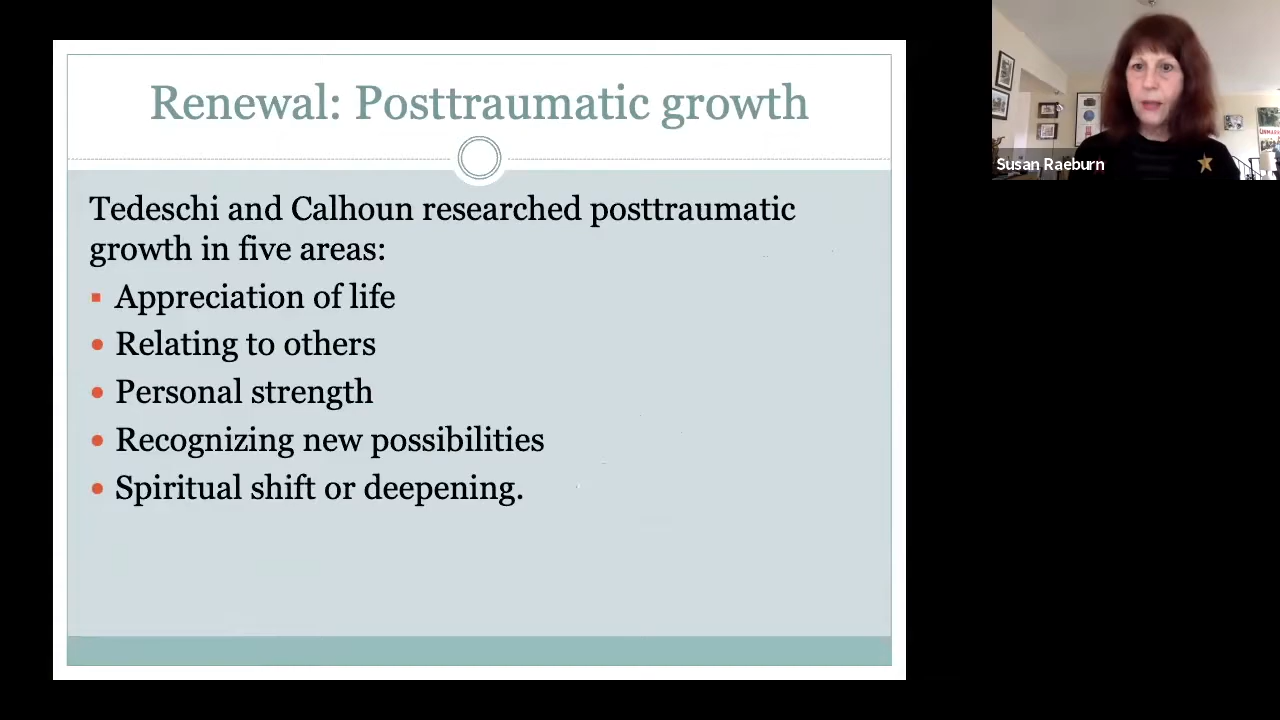 Renewal: Posttraumatic growth
Tedeschi and Calhoun researched posttraumatic
growth in five areas:
Appreciation of life
Relating to others
Personal strength
Recognizing new possibilities
Spiritual shift or deepening.
Susan Raeburn